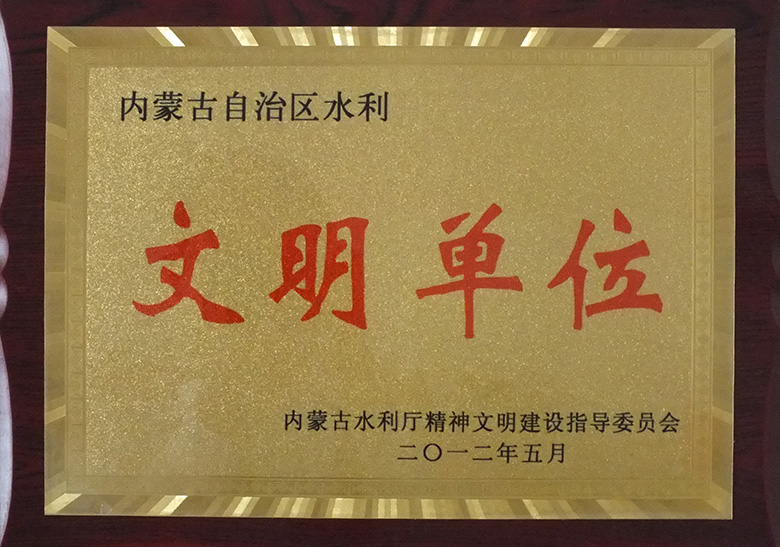 内蒙古自治区水利
文明单位
内蒙古水利厅精神文明建设指导委员会
二〇一二年五月